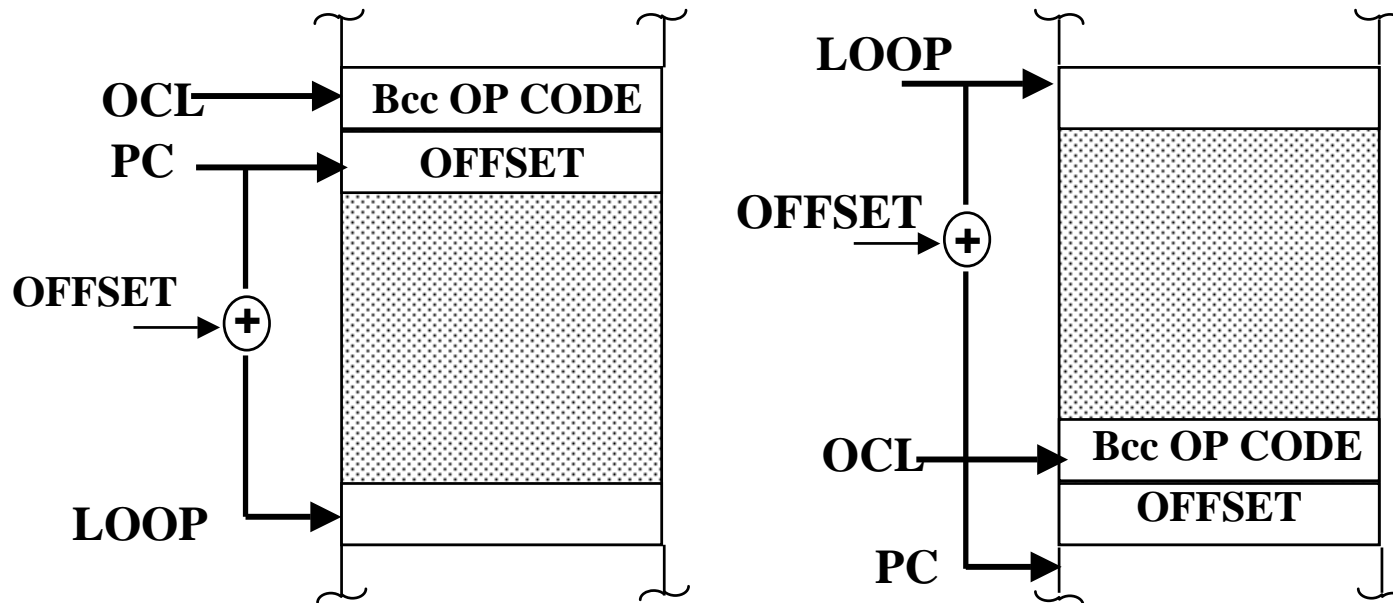 OCL
Bcc OP CODE
PC
OFFSET
OFFSET
+
LOOP
LOOP
OFFSET
+
OCL
Bcc OP CODE
OFFSET
PC